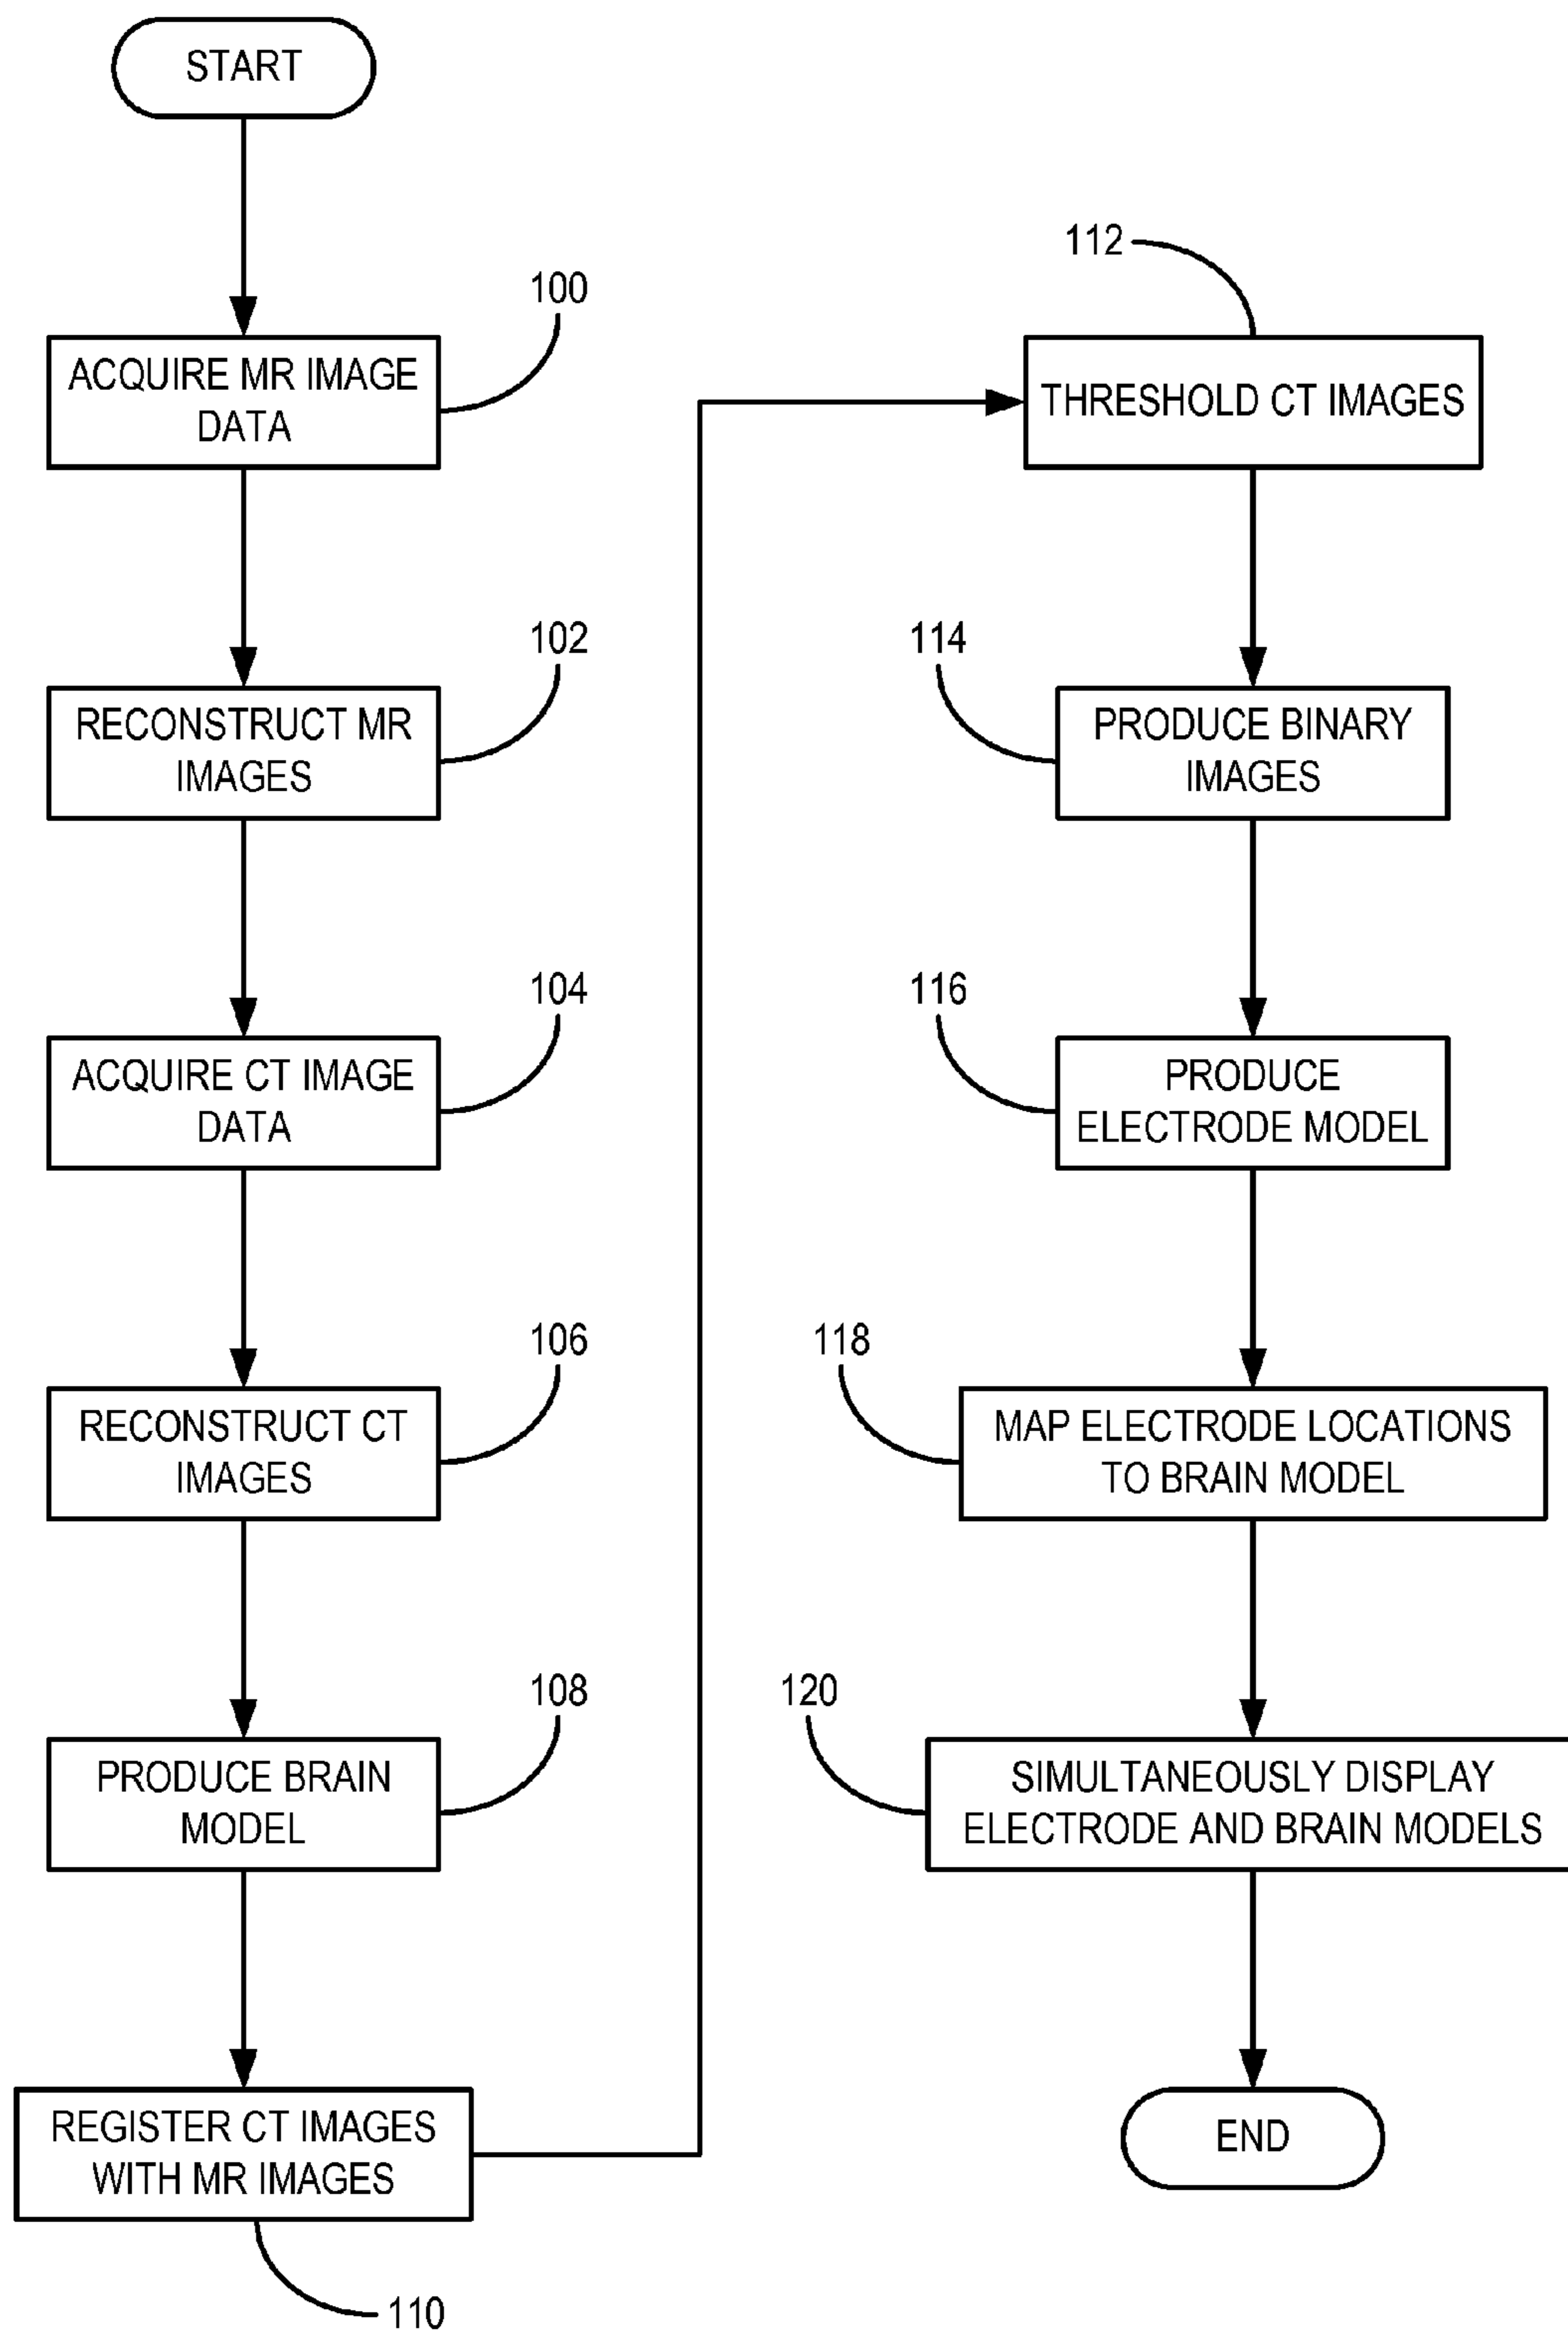 START
100
ACQUIRE MR IMAGE
DATA
102
RECONSTRUCT MR
IMAGES
104
ACQUIRE CT IMAGE
DATA
106
RECONSTRUCT CT
IMAGES
108
PRODUCE BRAIN
MODEL
REGISTER CT IMAGES
WITH MR IMAGES
110
112
THRESHOLD CT IMAGES
114
PRODUCE BINARY
IMAGES
116
PRODUCE
ELECTRODE MODEL
118
MAP ELECTRODE LOCATIONS
TO BRAIN MODEL
120
SIMULTANEOUSLY DISPLAY
ELECTRODE AND BRAIN MODELS
END